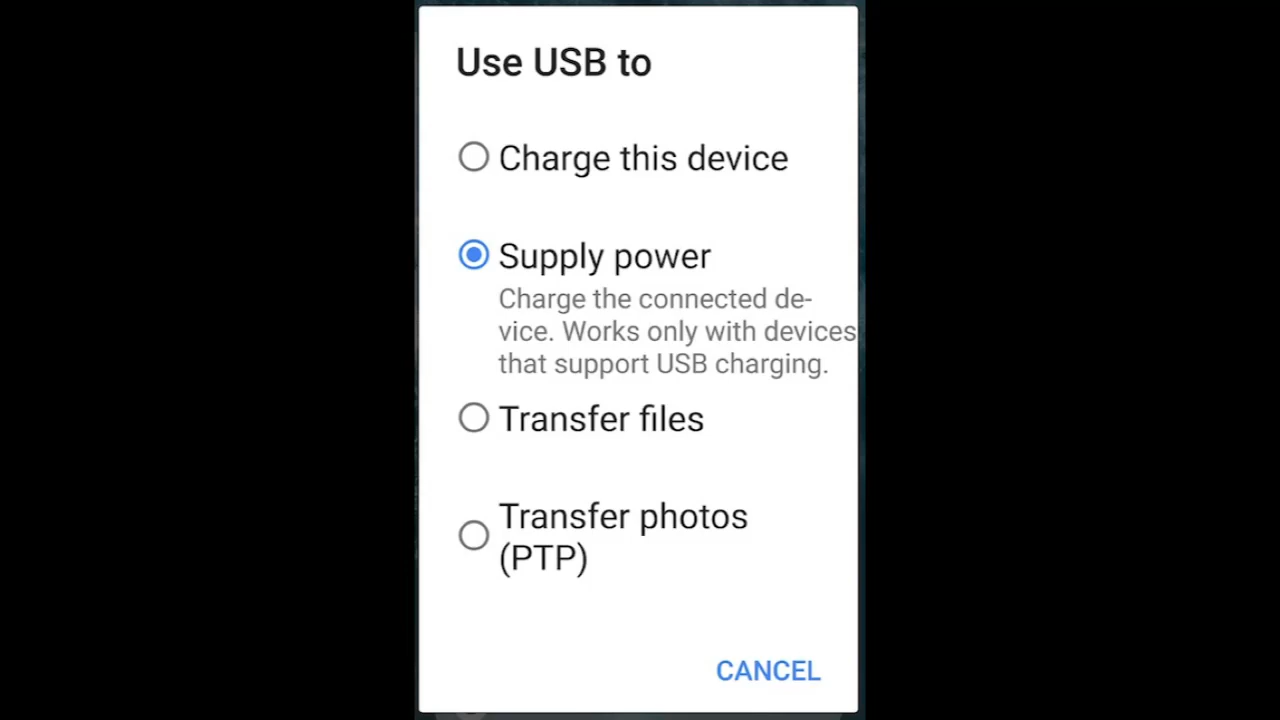 Use USB to
Charge this device
Supply power
Charge the connected de-
vice. Works only with devices
that support USB charging.
Transfer files
Transfer photos
(PTP)
CANCEL